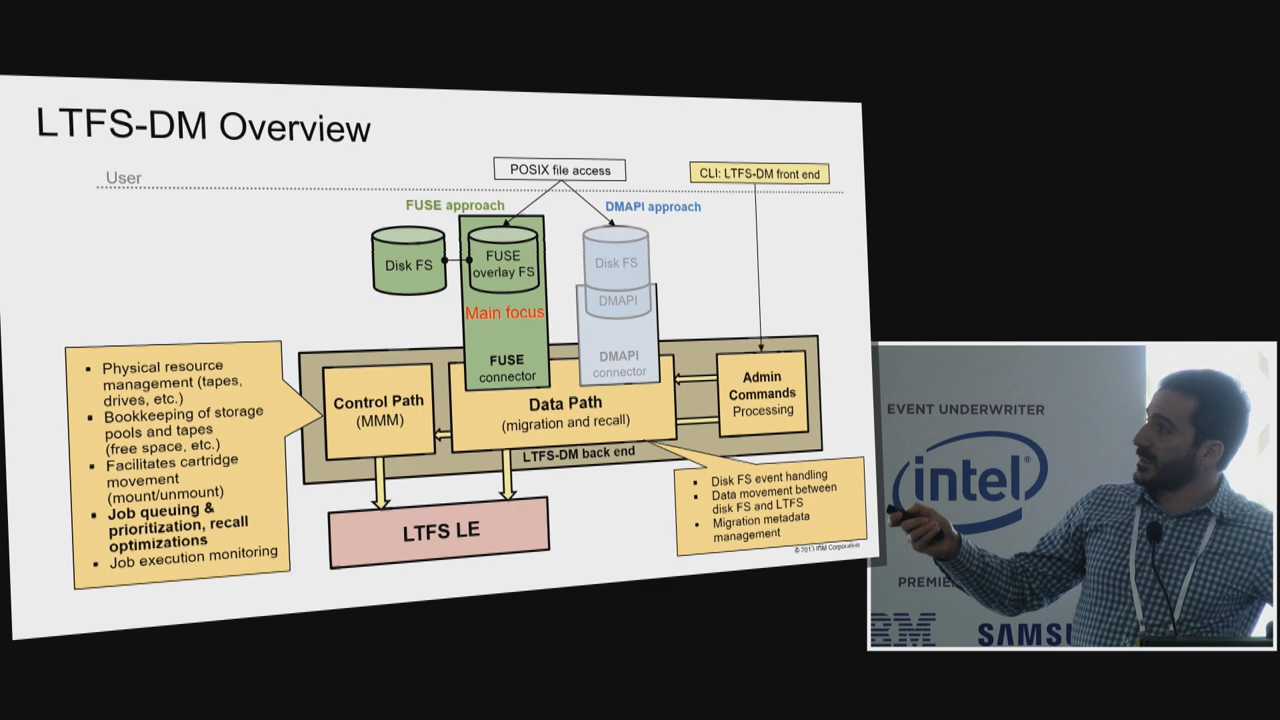 LTFS-DM Overview
User
POSIX file access
CLI: LTFS-DM front end
FUSE approach
DMAPI approach
Disk FS
FUSE
overlay FS
Disk FS
DMAPI
Main focus
FUSE
connector
DMAPI
connector
Control Path
(MMM)
Data Path
(migration and recall)
Admin
Commands
Processing
LTFS-DM back end
LTFS LE
▪ Physical resource
management (tapes,
drives, etc.)
▪ Bookkeeping of storage
pools and tapes
(free space, etc.)
▪ Facilitates cartridge
movement
(mount/unmount)
▪ Job queuing &
prioritization, recall
optimizations
▪ Job execution monitoring
▪ Disk FS event handling
▪ Data movement between
disk FS and LTFS
▪ Migration metadata
management
IBM Corporation
EVENT UNDERWRITER
intel
PREMIE
IBM
SAMSU